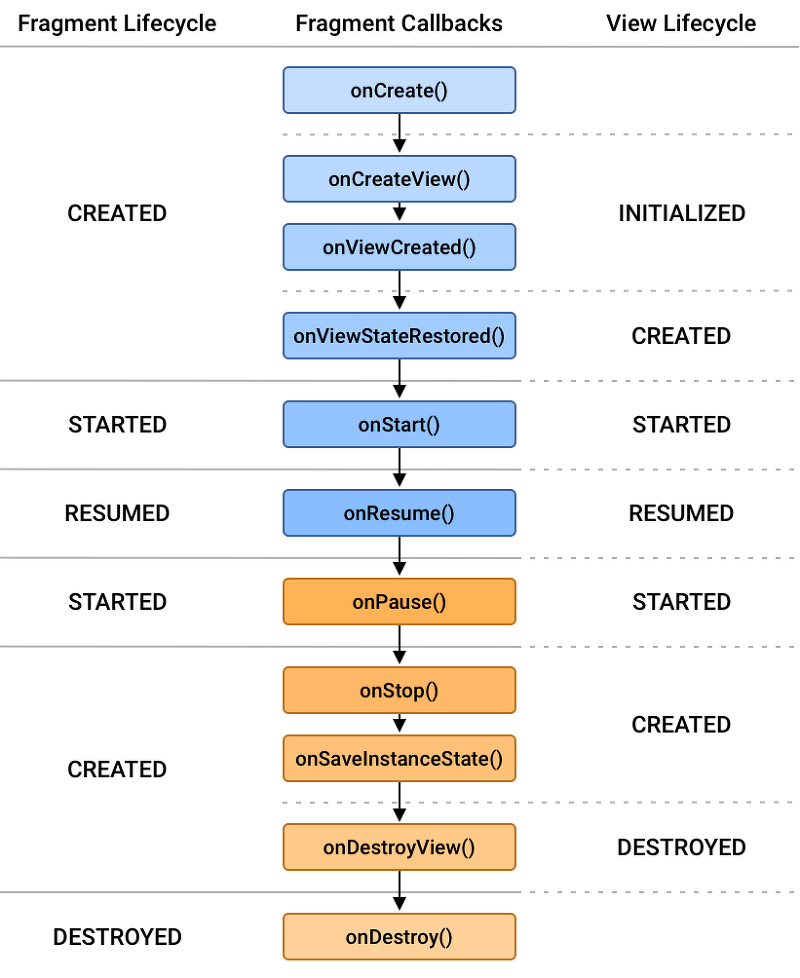 Fragment Lifecycle
Fragment Callbacks
View Lifecycle
onCreate()
onCreateView()
CREATED
INITIALIZED
onViewCreated()
onViewStateRestored()
CREATED
STARTED
onStart()
STARTED
RESUMED
onResume()
RESUMED
STARTED
onPause()
STARTED
onStop()
CREATED
onSaveInstanceState()
CREATED
onDestroyView()
DESTROYED
DESTROYED
onDestroy()